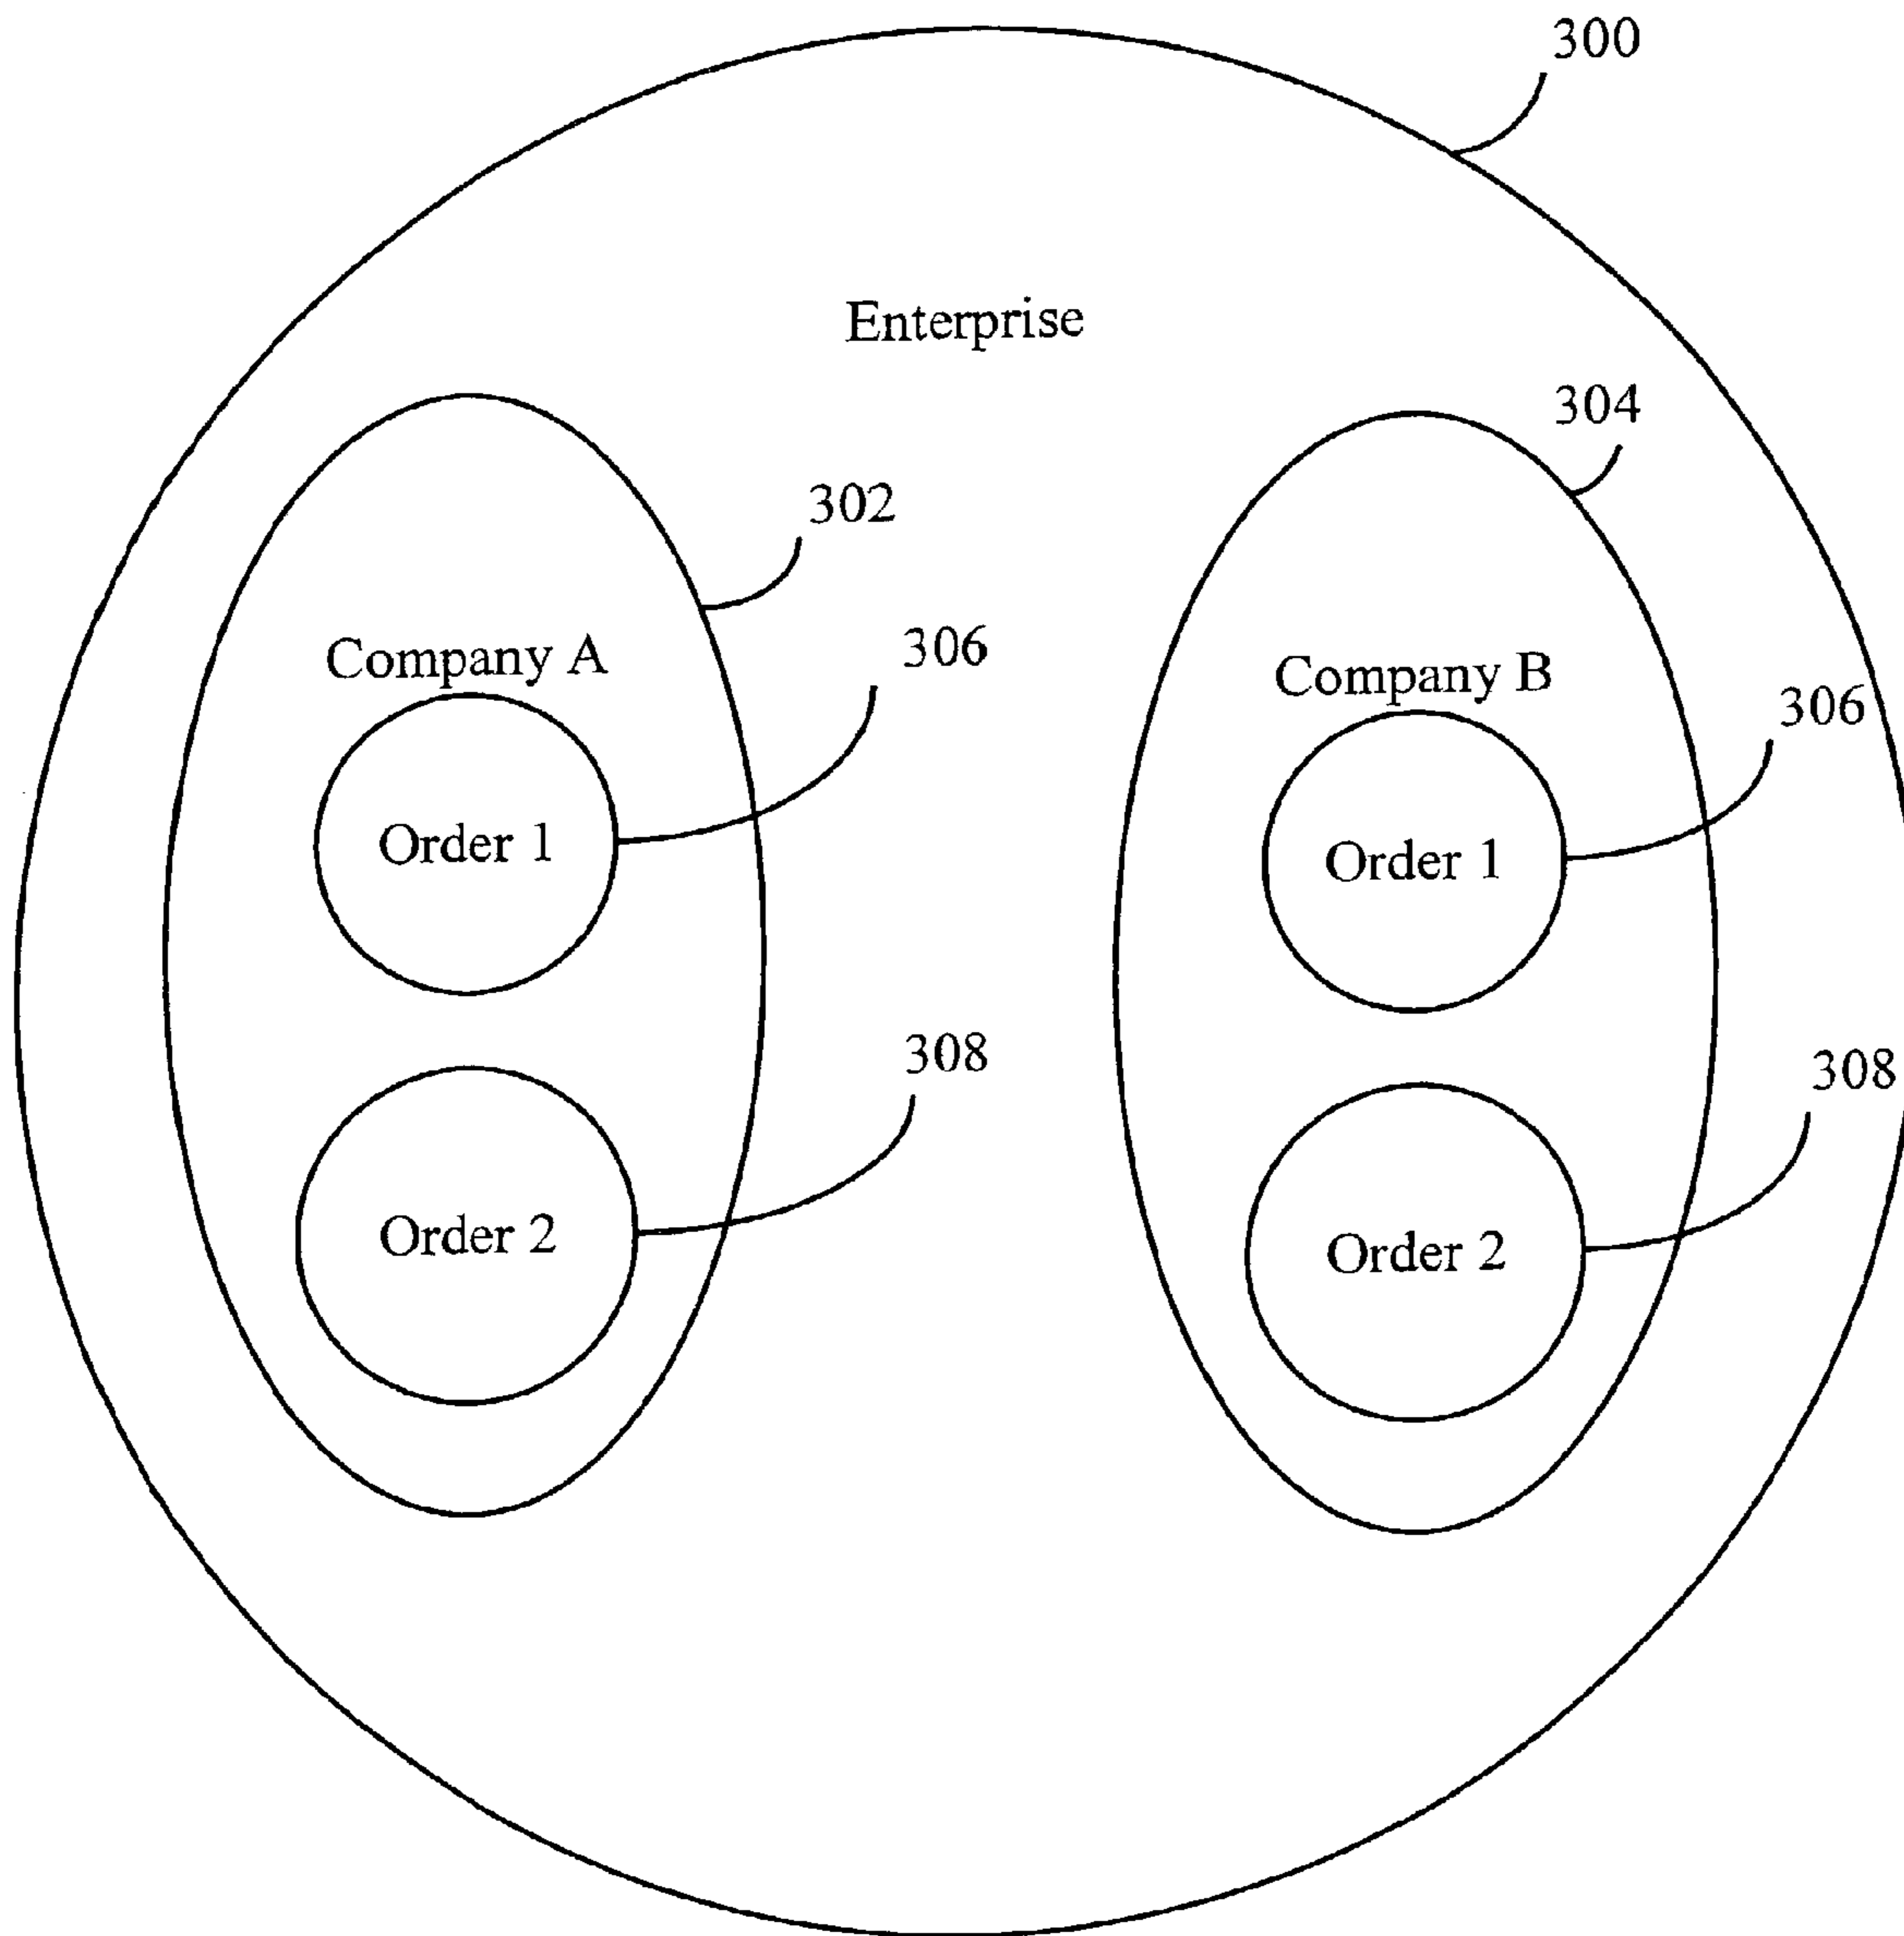 300
Enterprise
304
302
306
Company A
Company B
306
Order 1
Order 1
308
308
Order 2
Order 2